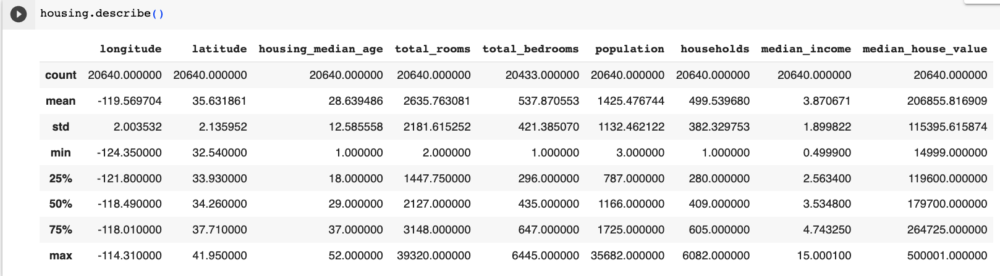 housing.describe()
longitude latitude housing_median_age total_rooms total_bedrooms population households median_income median_house_value
count 20640.000000 20640.000000 20640.000000 20640.000000 20433.000000 20640.000000 20640.000000 20640.000000 20640.000000
mean -119.569704 35.631861 28.639486 2635.763081 537.870553 1425.476744 499.539680 3.870671 206855.816909
std 2.003532 2.135952 12.585558 2181.615252 421.385070 1132.462122 382.329753 1.899822 115395.615874
min -124.350000 32.540000 1.000000 2.000000 1.000000 3.000000 1.000000 0.499900 14999.000000
25% -121.800000 33.930000 18.000000 1447.750000 296.000000 787.000000 280.000000 2.563400 119600.000000
50% -118.490000 34.260000 29.000000 2127.000000 435.000000 1166.000000 409.000000 3.534800 179700.000000
75% -118.010000 37.710000 37.000000 3148.000000 647.000000 1725.000000 605.000000 4.743250 264725.000000
max -114.310000 41.950000 52.000000 39320.000000 6445.000000 35682.000000 6082.000000 15.000100 500001.000000